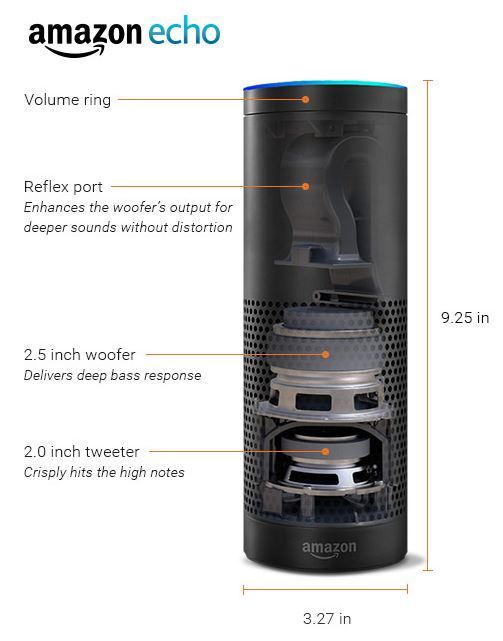 amazon echo
Volume ring
Reflex port
Enhances the woofer's output for
deeper sounds without distortion
9.25 in
2.5 inch woofer
Delivers deep bass response
2.0 inch tweeter
Crisply hits the high notes
amazon
3.27 in